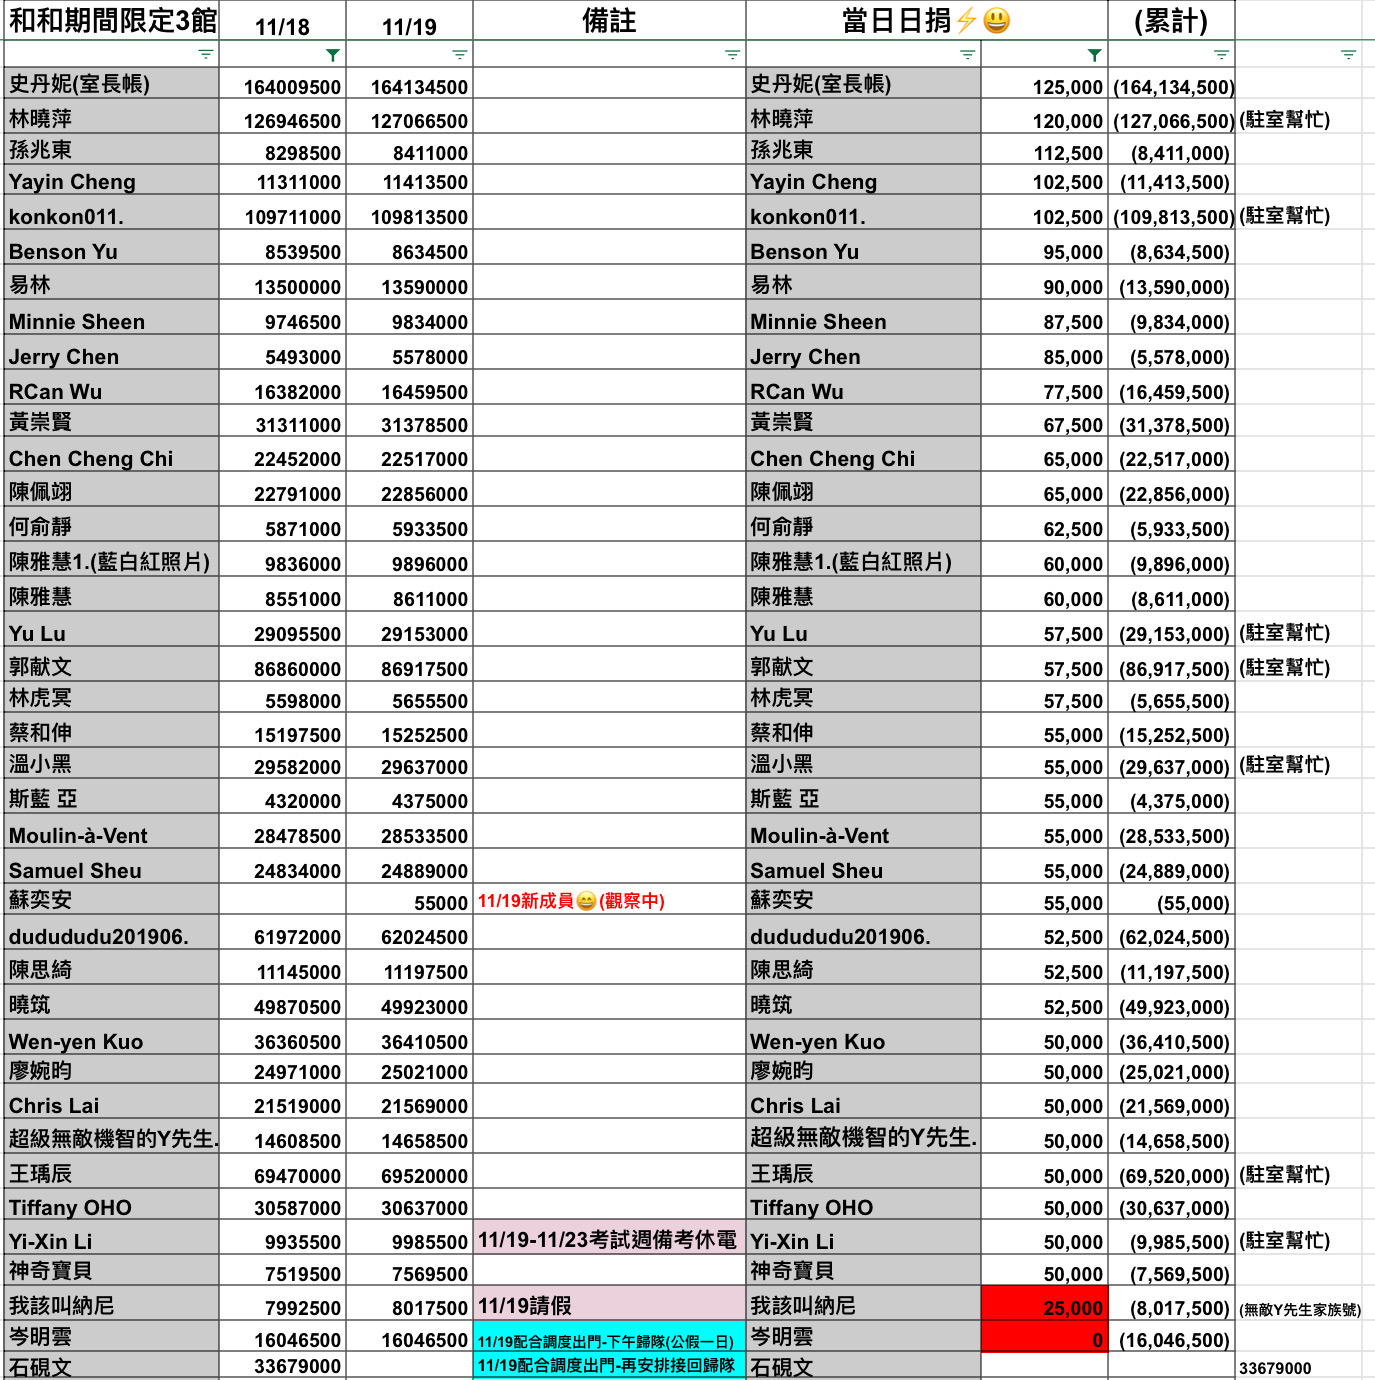 和和期間限定3館 11/18 11/19 備註 當日日捐⚡😃 (累計)
史丹妮(室長帳) 164009500 164134500 史丹妮(室長帳) 125,000 (164,134,500)
林曉萍 126946500 127066500 林曉萍 120,000 (127,066,500) (駐室幫忙)
孫兆東 8298500 8411000 孫兆東 112,500 (8,411,000)
Yayin Cheng 11311000 11413500 Yayin Cheng 102,500 (11,413,500)
konkon011. 109711000 109813500 konkon011. 102,500 (109,813,500) (駐室幫忙)
Benson Yu 8539500 8634500 Benson Yu 95,000 (8,634,500)
易林 13500000 13590000 易林 90,000 (13,590,000)
Minnie Sheen 9746500 9834000 Minnie Sheen 87,500 (9,834,000)
Jerry Chen 5493000 5578000 Jerry Chen 85,000 (5,578,000)
RCan Wu 16382000 16459500 RCan Wu 77,500 (16,459,500)
黃崇賢 31311000 31378500 黃崇賢 67,500 (31,378,500)
Chen Cheng Chi 22452000 22517000 Chen Cheng Chi 65,000 (22,517,000)
陳佩翊 22791000 22856000 陳佩翊 65,000 (22,856,000)
何俞靜 5871000 5933500 何俞靜 62,500 (5,933,500)
陳雅慧1.(藍白紅照片) 9836000 9896000 陳雅慧1.(藍白紅照片) 60,000 (9,896,000)
陳雅慧 8551000 8611000 陳雅慧 60,000 (8,611,000)
Yu Lu 29095500 29153000 Yu Lu 57,500 (29,153,000) (駐室幫忙)
郭献文 86860000 86917500 郭献文 57,500 (86,917,500) (駐室幫忙)
林虎冥 5598000 5655500 林虎冥 57,500 (5,655,500)
蔡和伸 15197500 15252500 蔡和伸 55,000 (15,252,500)
溫小黑 29582000 29637000 溫小黑 55,000 (29,637,000) (駐室幫忙)
斯藍 亞 4320000 4375000 斯藍 亞 55,000 (4,375,000)
Moulin-à-Vent 28478500 28533500 Moulin-à-Vent 55,000 (28,533,500)
Samuel Sheu 24834000 24889000 Samuel Sheu 55,000 (24,889,000)
蘇奕安 55000 11/19新成員😄(觀察中) 蘇奕安 55,000 (55,000)
dudududu201906. 61972000 62024500 dudududu201906. 52,500 (62,024,500)
陳思綺 11145000 11197500 陳思綺 52,500 (11,197,500)
曉筑 49870500 49923000 曉筑 52,500 (49,923,000)
Wen-yen Kuo 36360500 36410500 Wen-yen Kuo 50,000 (36,410,500)
廖婉昀 24971000 25021000 廖婉昀 50,000 (25,021,000)
Chris Lai 21519000 21569000 Chris Lai 50,000 (21,569,000)
超級無敵機智的Y先生. 14608500 14658500 超級無敵機智的Y先生. 50,000 (14,658,500)
王瑀辰 69470000 69520000 王瑀辰 50,000 (69,520,000) (駐室幫忙)
Tiffany OHO 30587000 30637000 Tiffany OHO 50,000 (30,637,000)
Yi-Xin Li 9935500 9985500 11/19-11/23考試週備考休電 Yi-Xin Li 50,000 (9,985,500) (駐室幫忙)
神奇寶貝 7519500 7569500 神奇寶貝 50,000 (7,569,500)
我該叫納尼 7992500 8017500 11/19請假 我該叫納尼 25,000 (8,017,500) (無敵Y先生家族號)
岑明雲 16046500 16046500 11/19配合調度出門-下午歸隊(公假一日) 岑明雲 0 (16,046,500)
石硯文 33679000 11/19配合調度出門-再安排接回歸隊 石硯文 33679000